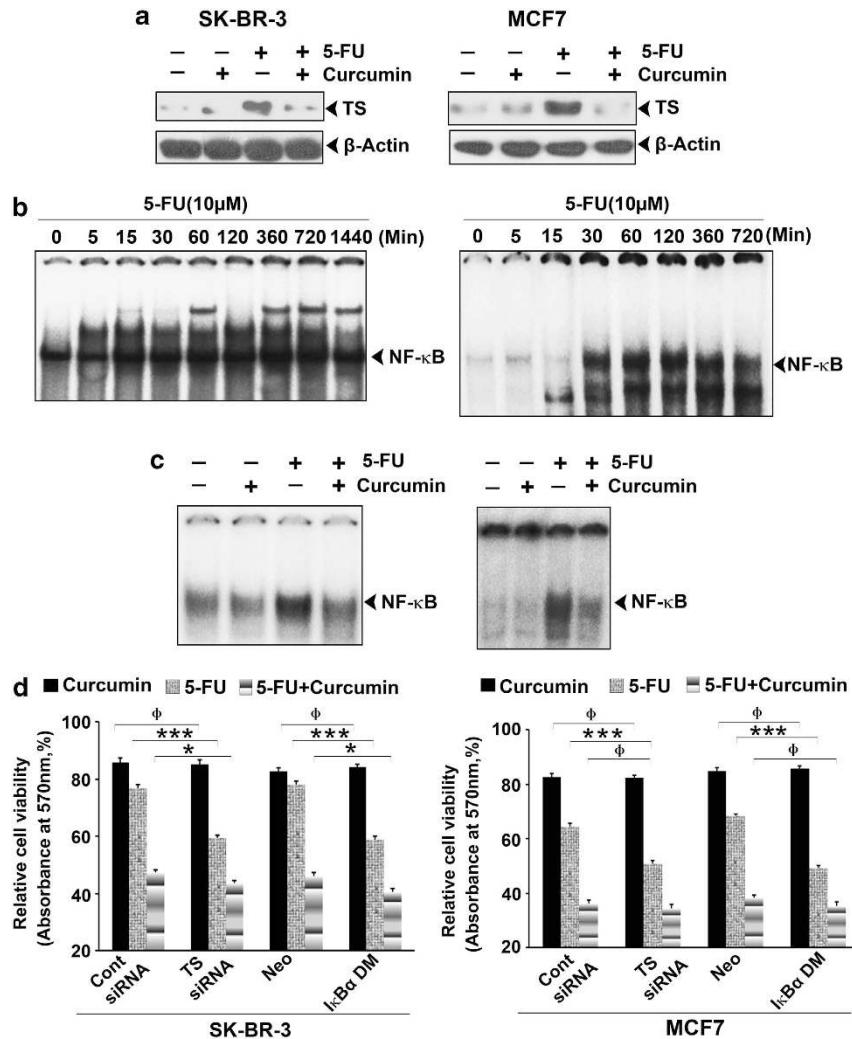 a
SK-BR-3 MCF7
− − + + 5-FU − − + +
− + − + Curcumin − + − +
TS TS
β-Actin β-Actin
b
5-FU(10μM) 5-FU(10μM)
0 5 15 30 60 120 360 720 1440 (Min) 0 5 15 30 60 120 360 720 (Min)
NF-κB NF-κB
c
− − + + 5-FU − − + + 5-FU
− + − + Curcumin − + − + Curcumin
NF-κB NF-κB
d
Curcumin 5-FU 5-FU+Curcumin Curcumin 5-FU 5-FU+Curcumin
Relative cell viability
(Absorbance at 570nm,%)
100
80
60
40
20
ϕ ϕ
*** ***
* *
Cont siRNA
TS siRNA
Neo
IκBα DM
SK-BR-3
Relative cell viability
(Absorbance at 570nm,%)
100
80
60
40
20
ϕ ϕ
*** ***
ϕ ϕ
Cont siRNA
TS siRNA
Neo
IκBα DM
MCF7